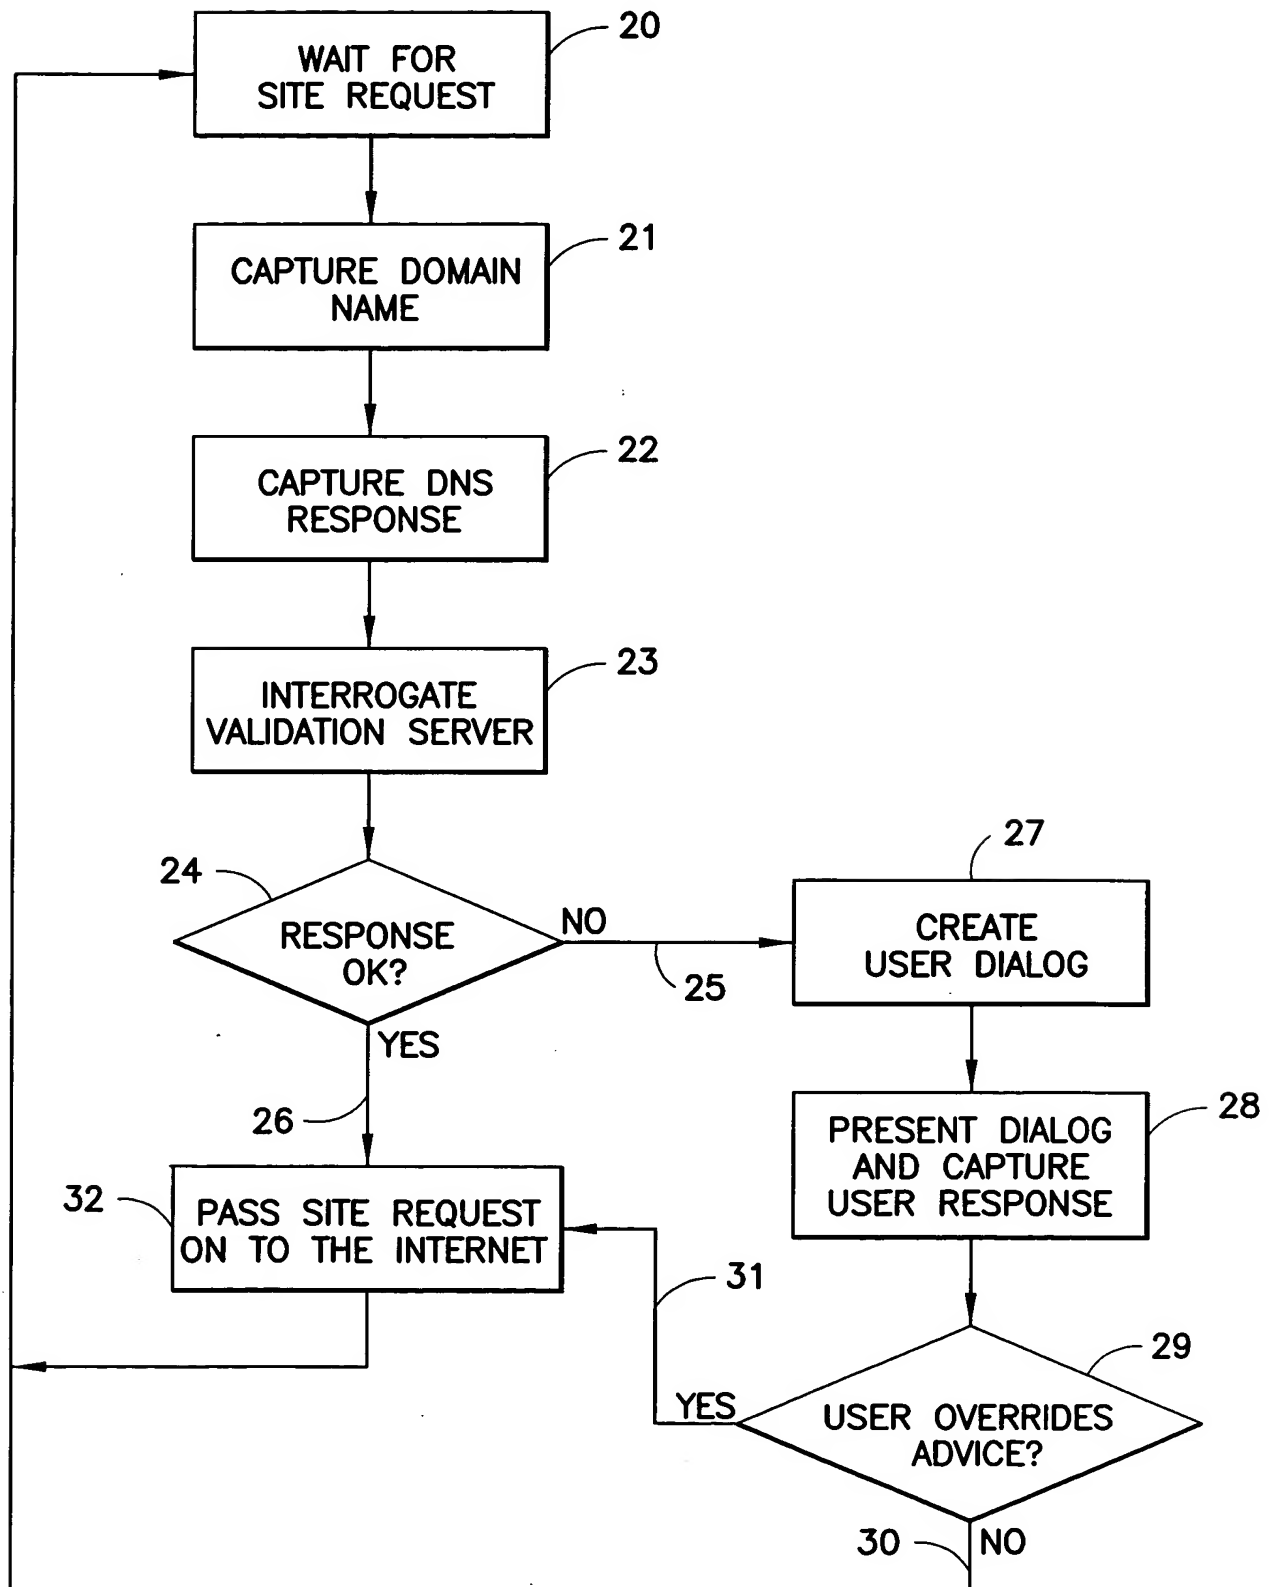 20
WAIT FOR
SITE REQUEST
21
CAPTURE DOMAIN
NAME
22
CAPTURE DNS
RESPONSE
23
INTERROGATE
VALIDATION SERVER
24
RESPONSE
OK?
NO
25
YES
26
27
CREATE
USER DIALOG
28
PRESENT DIALOG
AND CAPTURE
USER RESPONSE
32
PASS SITE REQUEST
ON TO THE INTERNET
31
29
YES
USER OVERRIDES
ADVICE?
30
NO